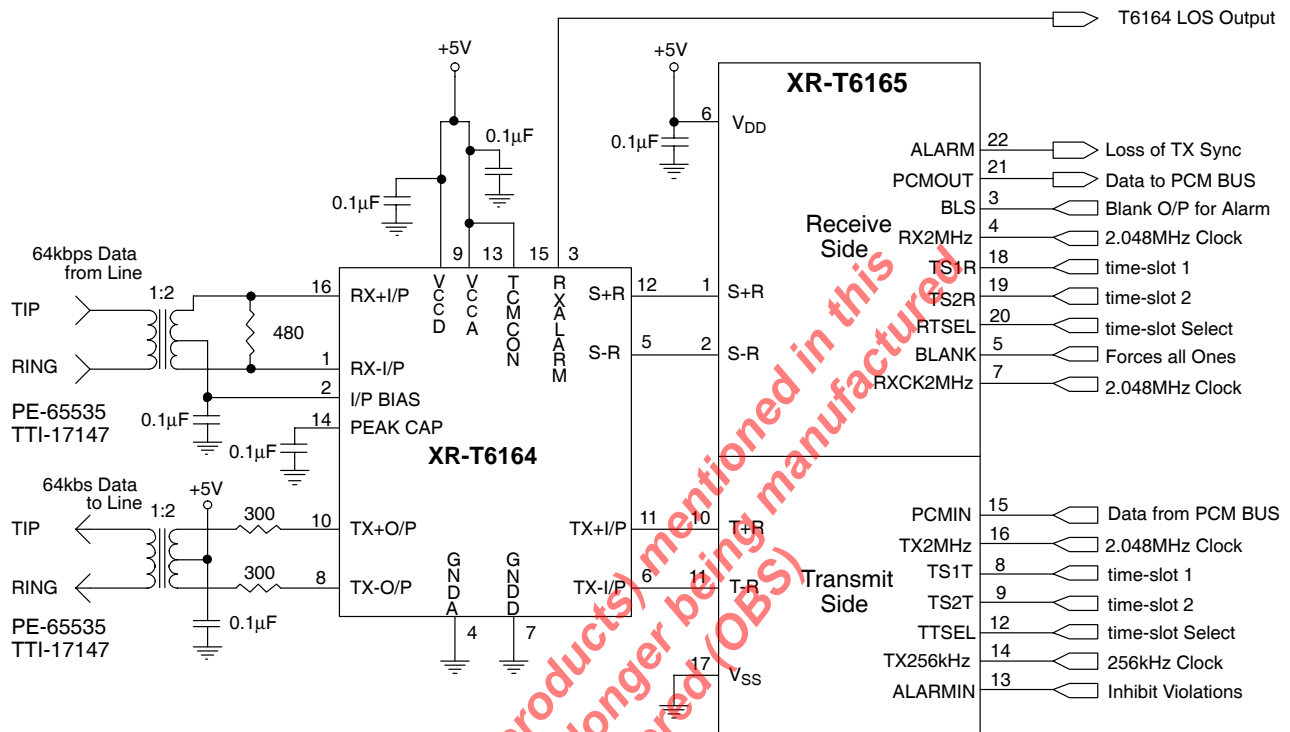 T6164 LOS Output
+5V
+5V
XR-T6165
0.1µF
0.1µF
0.1µF
6
VDD
ALARM 22 Loss of TX Sync
PCMOUT 21 Data to PCM BUS
BLS 3 Blank O/P for Alarm
RX2MHz 4 2.048MHz Clock
TS1R 18 time-slot 1
TS2R 19 time-slot 2
RTSEL 20 time-slot Select
BLANK 5 Forces all Ones
RXCK2MHz 7 2.048MHz Clock
Receive
Side
64kbps Data
from Line
1:2
TIP
RING
480
PE-65535
TTI-17147
0.1µF
0.1µF
9 13 15 3
VCCD
VCCA
TCMCON
RXALARM
16 RX+I/P
1 RX-I/P
2 I/P BIAS
14 PEAK CAP
S+R 12 1 S+R
S-R 5 2 S-R
XR-T6164
64kbs Data
to Line
1:2
+5V
TIP
RING
300
300
10 TX+O/P
8 TX-O/P
PE-65535
TTI-17147
0.1µF
GNDA
GNDD
4
7
TX+I/P 11 10 T+R
TX-I/P 6 11 T-R
Transmit
Side
17 VSS
PCMIN 15 Data from PCM BUS
TX2MHz 16 2.048MHz Clock
TS1T 8 time-slot 1
TS2T 9 time-slot 2
TTSEL 12 time-slot Select
TX256kHz 14 256kHz Clock
ALARMIN 13 Inhibit Violations
products) mentioned in this
longer being manufactured
(OBS)